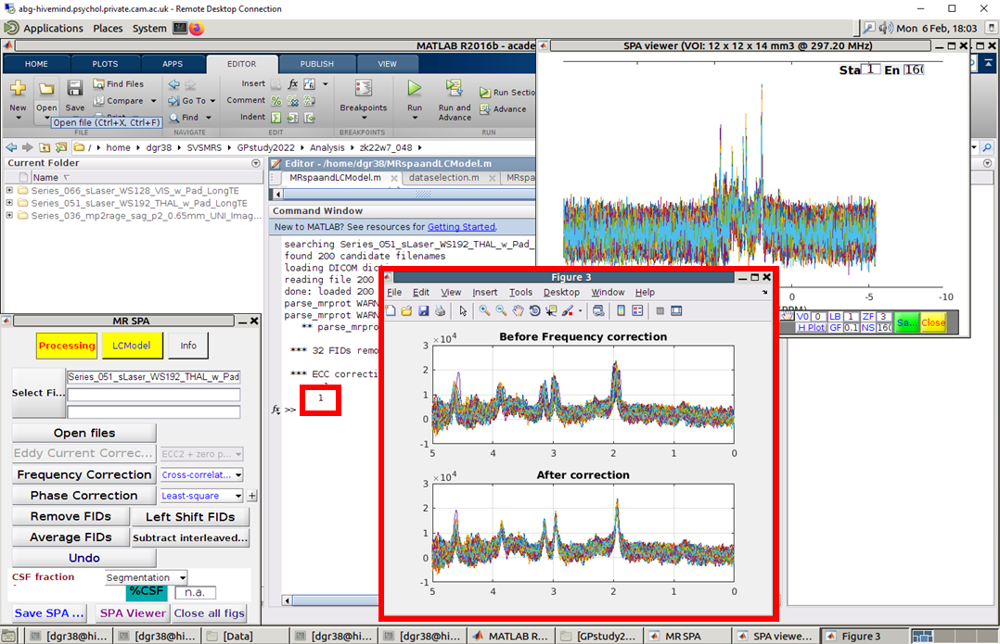 abg-hivemind.psychol.private.cam.ac.uk - Remote Desktop Connection
Applications Places System
Mon 6 Feb, 18:03
MATLAB R2016b - acade
HOME PLOTS APPS EDITOR PUBLISH VIEW
New Open Save
Find Files
Compare
Go To
Find
Insert
Comment
Indent
Breakpoints
Run
Run and
Advance
Run Sectio
Advance
Open file (Ctrl+X, Ctrl+F)
FILE NAVIGATE EDIT BREAKPOINTS RUN
/ home dgr38 SVSMRS GPstudy2022 Analysis zk22w7_048
Current Folder
Name
Series_066_sLaser_WS128_VIS_w_Pad_LongTE
Series_051_sLaser_WS192_THAL_w_Pad_LongTE
Series_036_mp2rage_sag_p2_0.65mm_UNI_Imag...
Editor - /home/dgr38/MRspaandLCModel.m
MRspaandLCModel.m dataselection.m MRspa
Command Window
New to MATLAB? See resources for Getting Started.
searching Series_051_sLaser_WS192_THAL_w_Pad_
found 200 candidate filenames
loading DICOM dic
reading file 200
done: loaded 200
parse_mrprot WARN
parse_mrprot WARN
** parse_mrpro
*** 32 FIDs remo
*** ECC correcti
1
fx >>
SPA viewer (VOI: 12 x 12 x 14 mm3 @ 297.20 MHz)
Sta 1 En 160
0 -5 -10
V0 0 LB 1 ZF 3 Sa... Close
H Plot GF 0.1 NS 160
Figure 3
File Edit View Insert Tools Desktop Window Help
Before Frequency correction
×10⁴
3
2
1
0
-1
5 4 3 2 1 0
After correction
×10⁴
3
2
1
0
-1
5 4 3 2 1 0
MR SPA
Processing LCModel Info
Select Fi...
Series_051_sLaser_WS192_THAL_w_Pad
Open files
Eddy Current Correc... ECC2 + zero p...
Frequency Correction Cross-correlat...
Phase Correction Least-square +
Remove FIDs Left Shift FIDs
Average FIDs Subtract interleaved...
Undo
CSF fraction Segmentation
%CSF n.a.
Save SPA ... SPA Viewer Close all figs
[dgr38@hi... [dgr38@hi... [Data] [dgr38@hi... [dgr38@hi... MATLAB R... [GPstud2... MR SPA SPA viewe... Figure 3